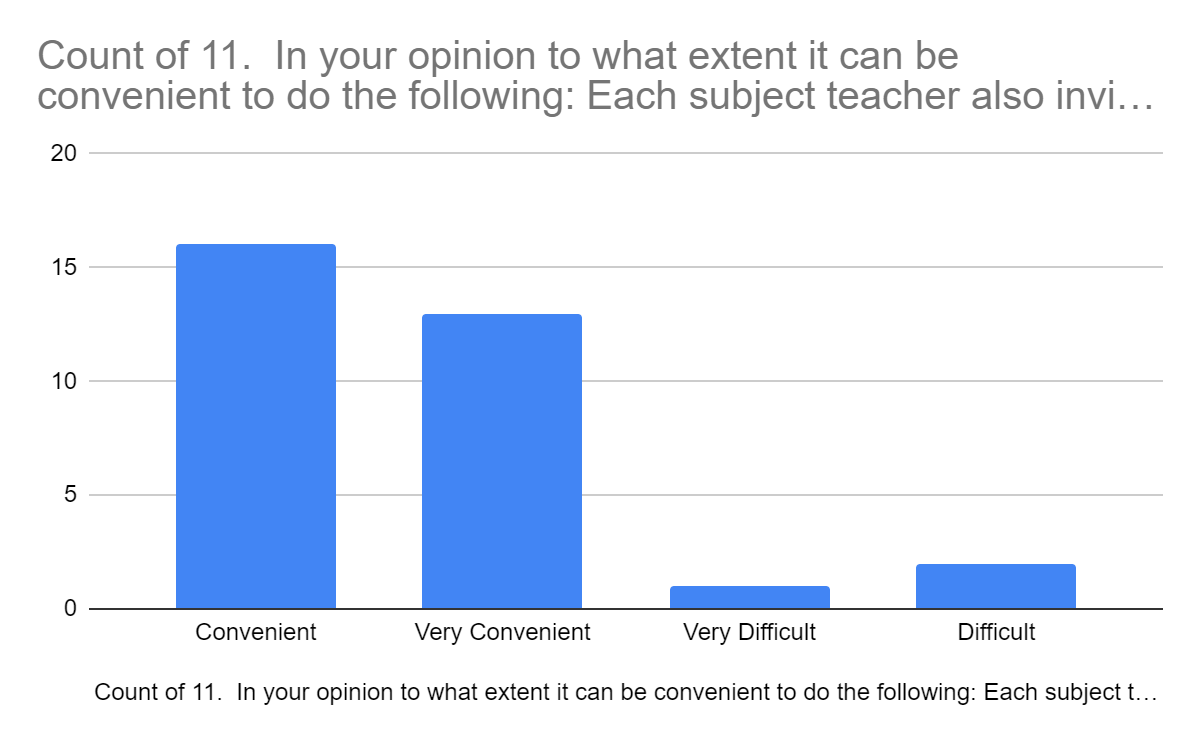 Count of 11.  In your opinion to what extent it can be
convenient to do the following: Each subject teacher also invi…
20
15
10
5
0
Convenient
Very Convenient
Very Difficult
Difficult
Count of 11.  In your opinion to what extent it can be convenient to do the following: Each subject t…